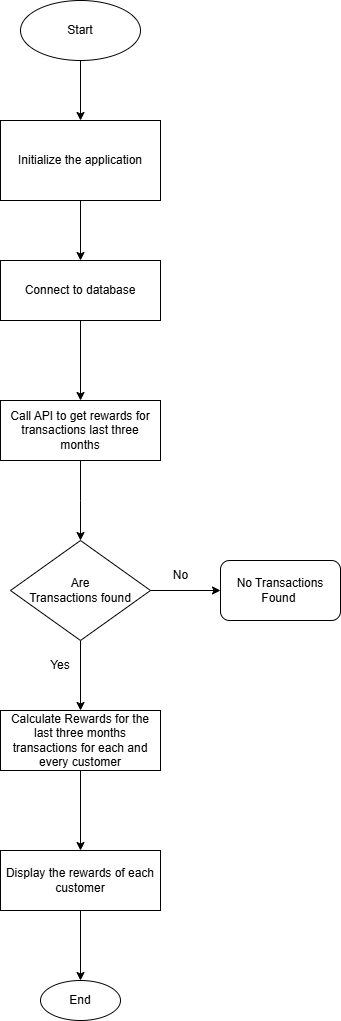 Start
Initialize the application
Connect to database
Call API to get rewards for
transactions last three
months
Are
Transactions found
No
No Transactions
Found
Yes
Calculate Rewards for the
last three months
transactions for each and
every customer
Display the rewards of each
customer
End